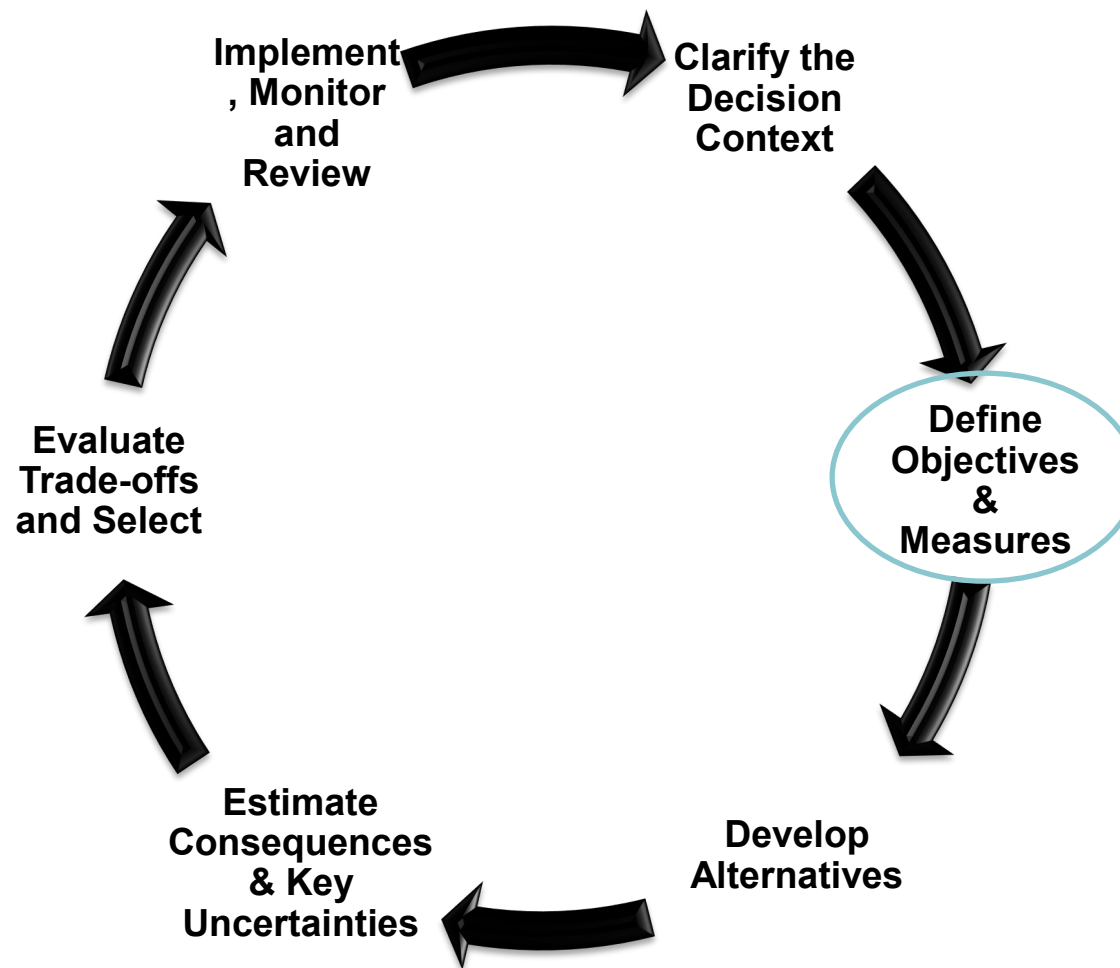 Implement
, Monitor
and
Review
Clarify the
Decision
Context
Define
Objectives
&
Measures
Develop
Alternatives
Estimate
Consequences
& Key
Uncertainties
Evaluate
Trade-offs
and Select